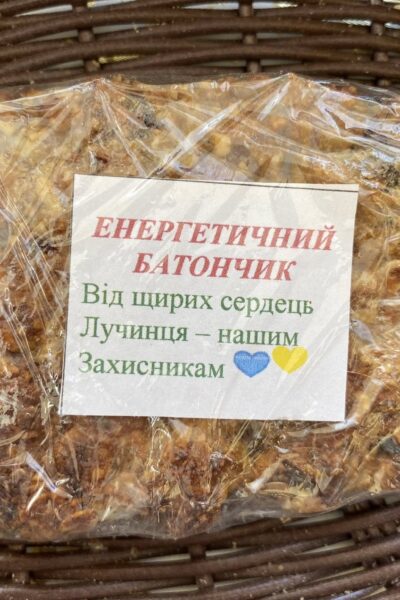 ЕНЕРГЕТИЧНИЙ
БАТОНЧИК
Від щирих сердець
Лучинця – нашим
Захисникам